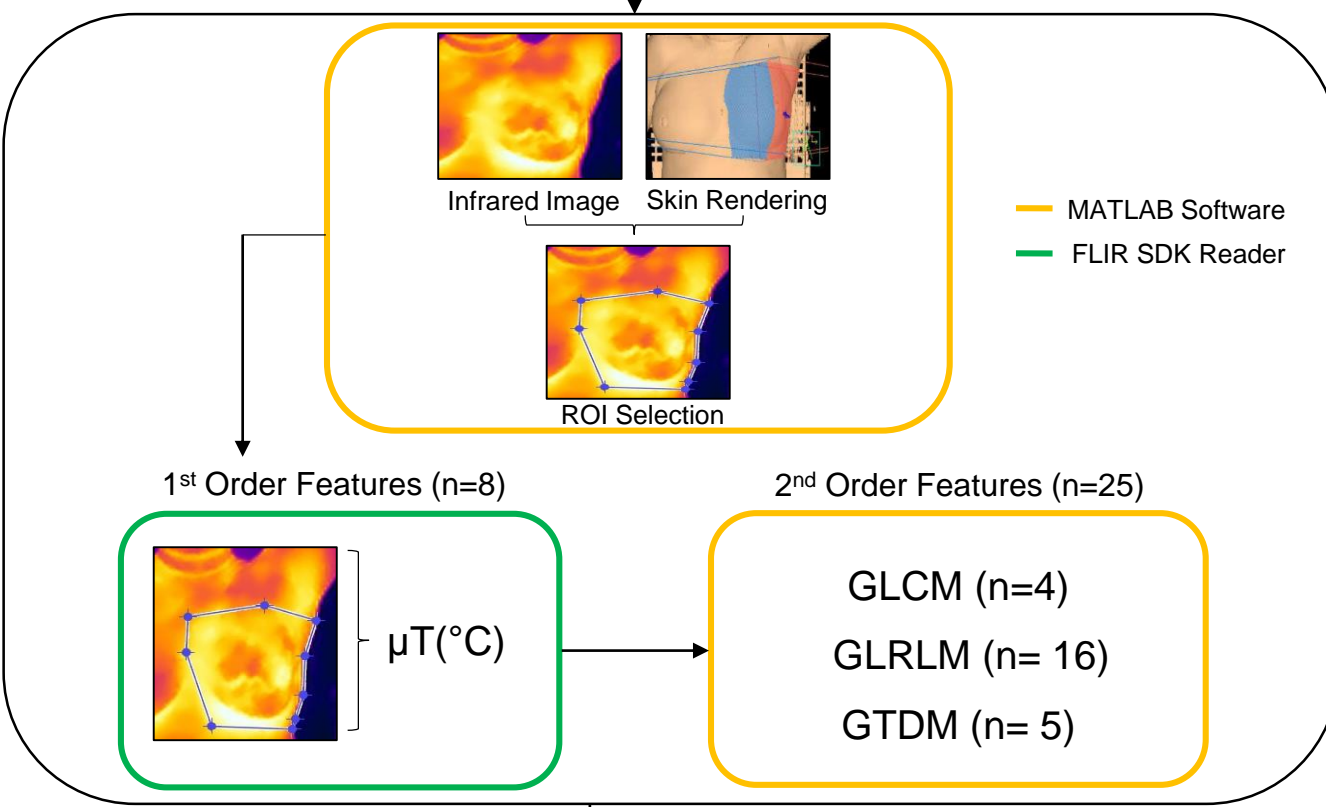 Infrared Image
Skin Rendering
MATLAB Software
FLIR SDK Reader
ROI Selection
1st Order Features (n=8)
2nd Order Features (n=25)
µT(°C)
GLCM (n=4)
GLRLM (n= 16)
GTDM (n= 5)